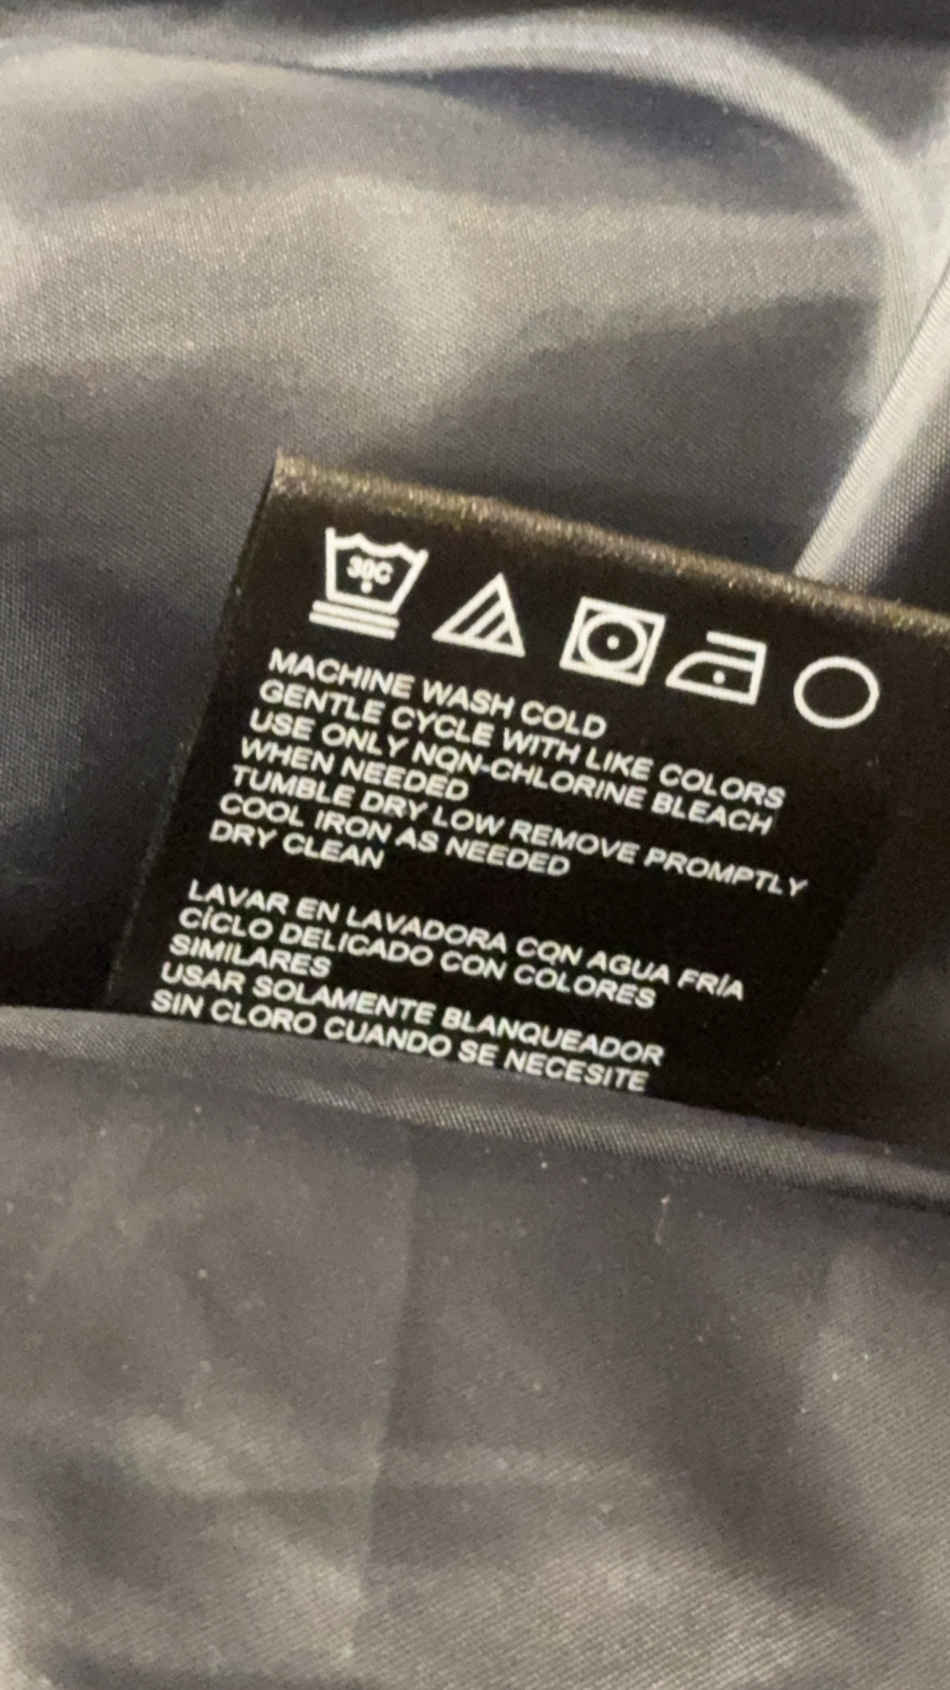 30C
MACHINE WASH COLD
GENTLE CYCLE WITH LIKE COLORS
USE ONLY NON-CHLORINE BLEACH
WHEN NEEDED
TUMBLE DRY LOW REMOVE PROMPTLY
COOL IRON AS NEEDED
DRY CLEAN
LAVAR EN LAVADORA CON AGUA FRÍA
CÍCLO DELICADO CON COLORES
SIMILARES
USAR SOLAMENTE BLANQUEADOR
SIN CLORO CUANDO SE NECESITE